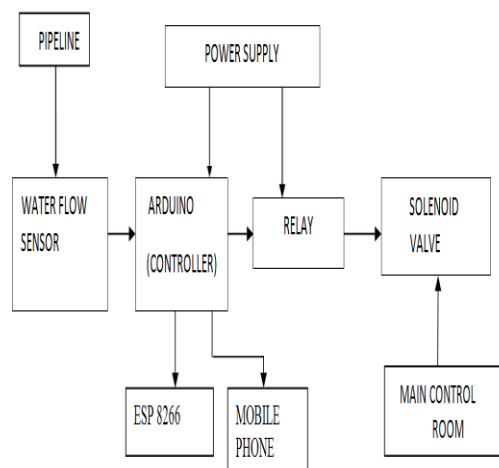 PIPELINE
POWER SUPPLY
WATER FLOW
SENSOR
ARDUINO
(CONTROLLER)
RELAY
SOLENOID
VALVE
ESP 8266
MOBILE
PHONE
MAIN CONTROL
ROOM